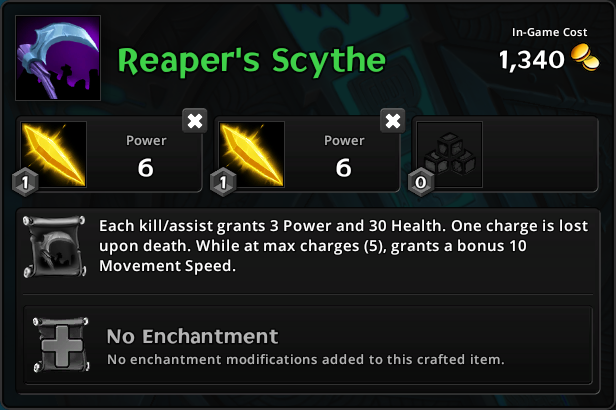 In-Game Cost
Reaper's Scythe
1,340
Power
6
1
Power
6
1
0
Each kill/assist grants 3 Power and 30 Health. One charge is lost
upon death. While at max charges (5), grants a bonus 10
Movement Speed.
No Enchantment
No enchantment modifications added to this crafted item.